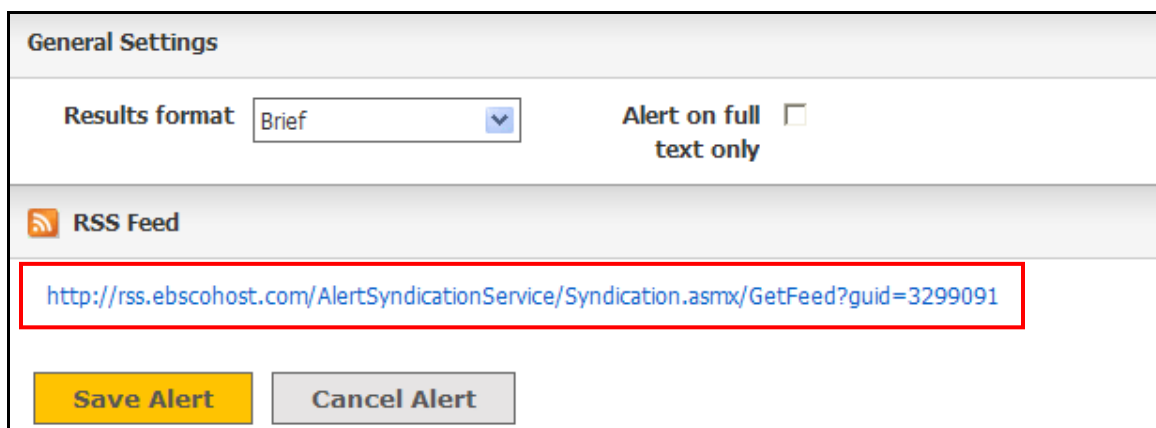 General Settings
Results format Brief Alert on full
text only
RSS Feed
http://rss.ebscohost.com/AlertSyndicationService/Syndication.asmx/GetFeed?guid=3299091
Save Alert Cancel Alert